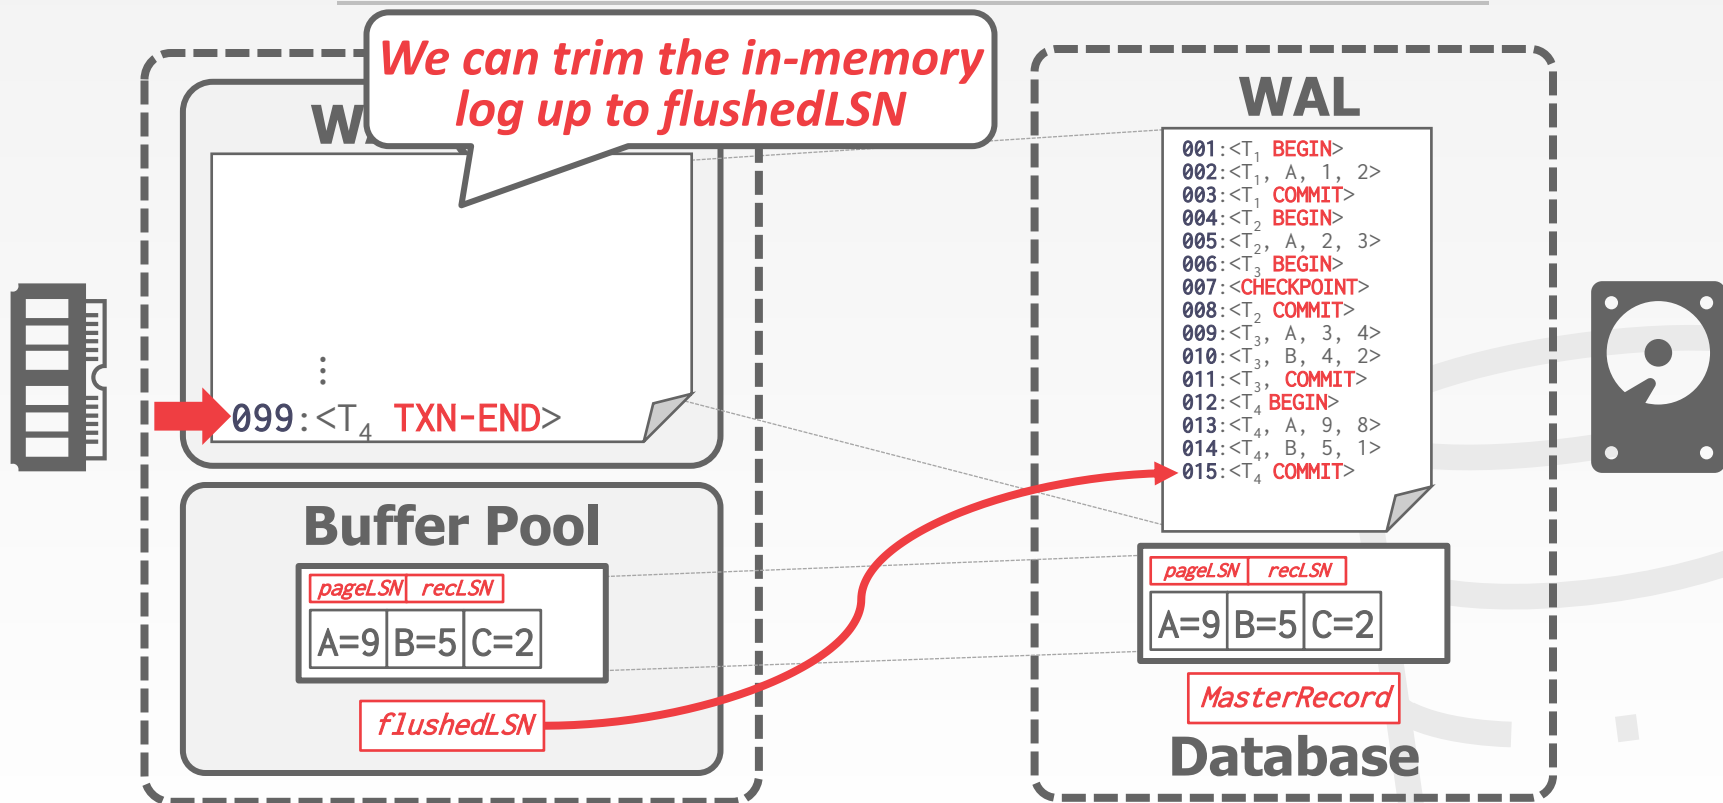 We can trim the in-memory
log up to flushedLSN
W
⋮
099:<T4 TXN-END>
Buffer Pool
pageLSN recLSN
A=9 B=5 C=2
flushedLSN
WAL
001:<T1 BEGIN>
002:<T1, A, 1, 2>
003:<T1 COMMIT>
004:<T2 BEGIN>
005:<T2, A, 2, 3>
006:<T3 BEGIN>
007:<CHECKPOINT>
008:<T2 COMMIT>
009:<T3, A, 3, 4>
010:<T3, B, 4, 2>
011:<T3, COMMIT>
012:<T4 BEGIN>
013:<T4, A, 9, 8>
014:<T4, B, 5, 1>
015:<T4 COMMIT>
pageLSN recLSN
A=9 B=5 C=2
MasterRecord
Database